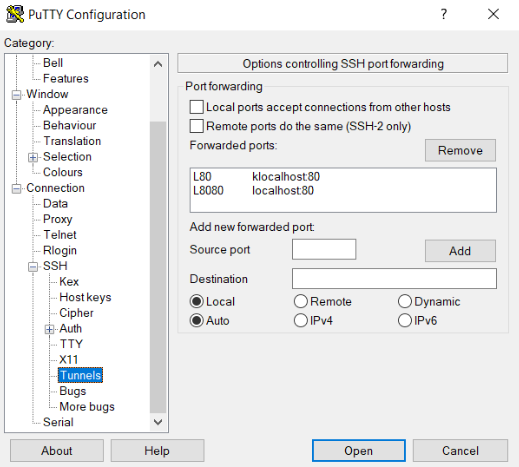 PuTTY Configuration
? ×
Category:
Bell
Features
Window
Appearance
Behaviour
Translation
Selection
Colours
Connection
Data
Proxy
Telnet
Rlogin
SSH
Kex
Host keys
Cipher
Auth
TTY
X11
Tunnels
Bugs
More bugs
Serial
Options controlling SSH port forwarding
Port forwarding
Local ports accept connections from other hosts
Remote ports do the same (SSH-2 only)
Forwarded ports:
Remove
L80 klocalhost:80
L8080 localhost:80
Add new forwarded port:
Source port
Add
Destination
Local Remote Dynamic
Auto IPv4 IPv6
About Help Open Cancel